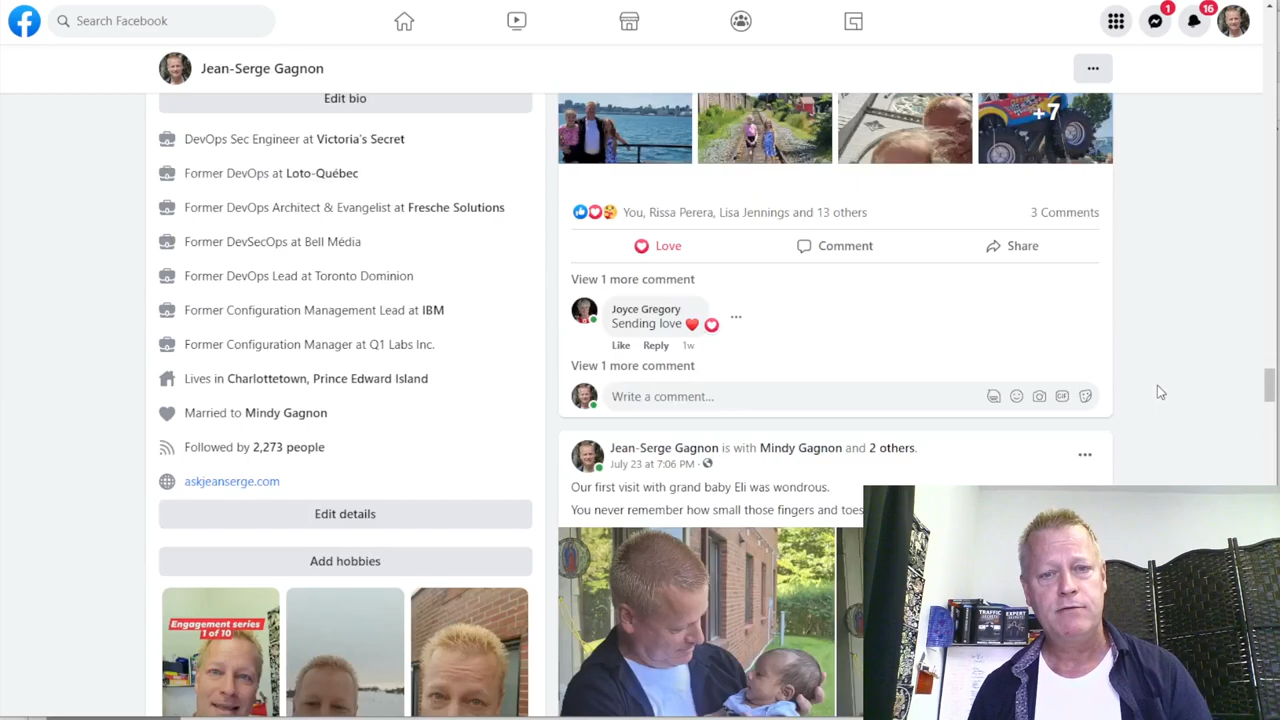 Search Facebook
1
16
Jean-Serge Gagnon
...
Edit bio
DevOps Sec Engineer at Victoria's Secret
Former DevOps at Loto-Québec
Former DevOps Architect & Evangelist at Fresche Solutions
Former DevSecOps at Bell Média
Former DevOps Lead at Toronto Dominion
Former Configuration Management Lead at IBM
Former Configuration Manager at Q1 Labs Inc.
Lives in Charlottetown, Prince Edward Island
Married to Mindy Gagnon
Followed by 2,273 people
askjeanserge.com
Edit details
Add hobbies
Engagement series
1 of 10
+7
You, Rissa Perera, Lisa Jennings and 13 others
3 Comments
Love
Comment
Share
View 1 more comment
Joyce Gregory
Sending love
...
Like Reply 1w
View 1 more comment
Write a comment...
GIF
Jean-Serge Gagnon is with Mindy Gagnon and 2 others.
July 23 at 7:06 PM ·
...
Our first visit with grand baby Eli was wondrous.
You never remember how small those fingers and toes
TRAFFIC
SECRETS
EXPERT
SECRETS